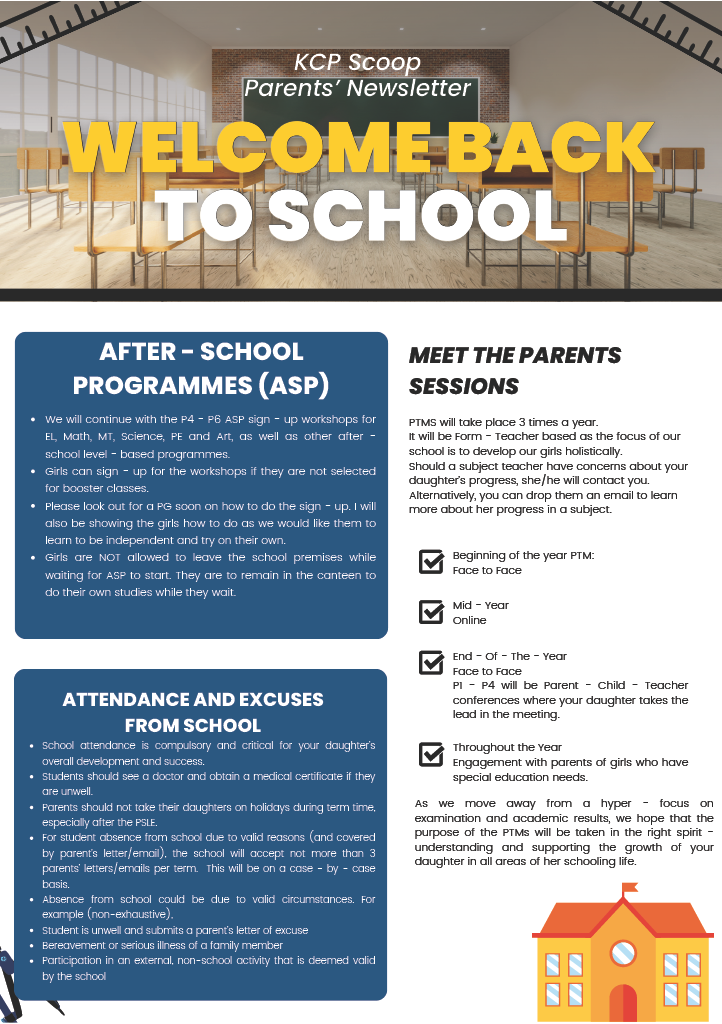 KCP Scoop
Parents’ Newsletter
WELCOME BACK
TO SCHOOL
AFTER - SCHOOL
PROGRAMMES (ASP)
• We will continue with the P4 - P6 ASP sign - up workshops for
EL, Math, MT, Science, PE and Art, as well as other after -
school level - based programmes.
• Girls can sign - up for the workshops if they are not selected
for booster classes.
• Please look out for a PG soon on how to do the sign - up. I will
also be showing the girls how to do as we would like them to
learn to be independent and try on their own.
• Girls are NOT allowed to leave the school premises while
waiting for ASP to start. They are to remain in the canteen to
do their own studies while they wait.
ATTENDANCE AND EXCUSES
FROM SCHOOL
• School attendance is compulsory and critical for your daughter's
overall development and success.
• Students should see a doctor and obtain a medical certificate if they
are unwell.
• Parents should not take their daughters on holidays during term time,
especially after the PSLE.
• For student absence from school due to valid reasons (and covered
by parent's letter/email), the school will accept not more than 3
parents' letters/emails per term. This will be on a case - by - case
basis.
• Absence from school could be due to valid circumstances. For
example (non-exhaustive),
• Student is unwell and submits a parent's letter of excuse
• Bereavement or serious illness of a family member
• Participation in an external, non-school activity that is deemed valid
by the school
MEET THE PARENTS
SESSIONS
PTMS will take place 3 times a year.
It will be Form - Teacher based as the focus of our
school is to develop our girls holistically.
Should a subject teacher have concerns about your
daughter's progress, she/he will contact you.
Alternatively, you can drop them an email to learn
more about her progress in a subject.
Beginning of the year PTM:
Face to Face
Mid - Year
Online
End - Of - The - Year
Face to Face
P1 - P4 will be Parent - Child - Teacher
conferences where your daughter takes the
lead in the meeting.
Throughout the Year
Engagement with parents of girls who have
special education needs.
As we move away from a hyper - focus on
examination and academic results, we hope that the
purpose of the PTMs will be taken in the right spirit -
understanding and supporting the growth of your
daughter in all areas of her schooling life.